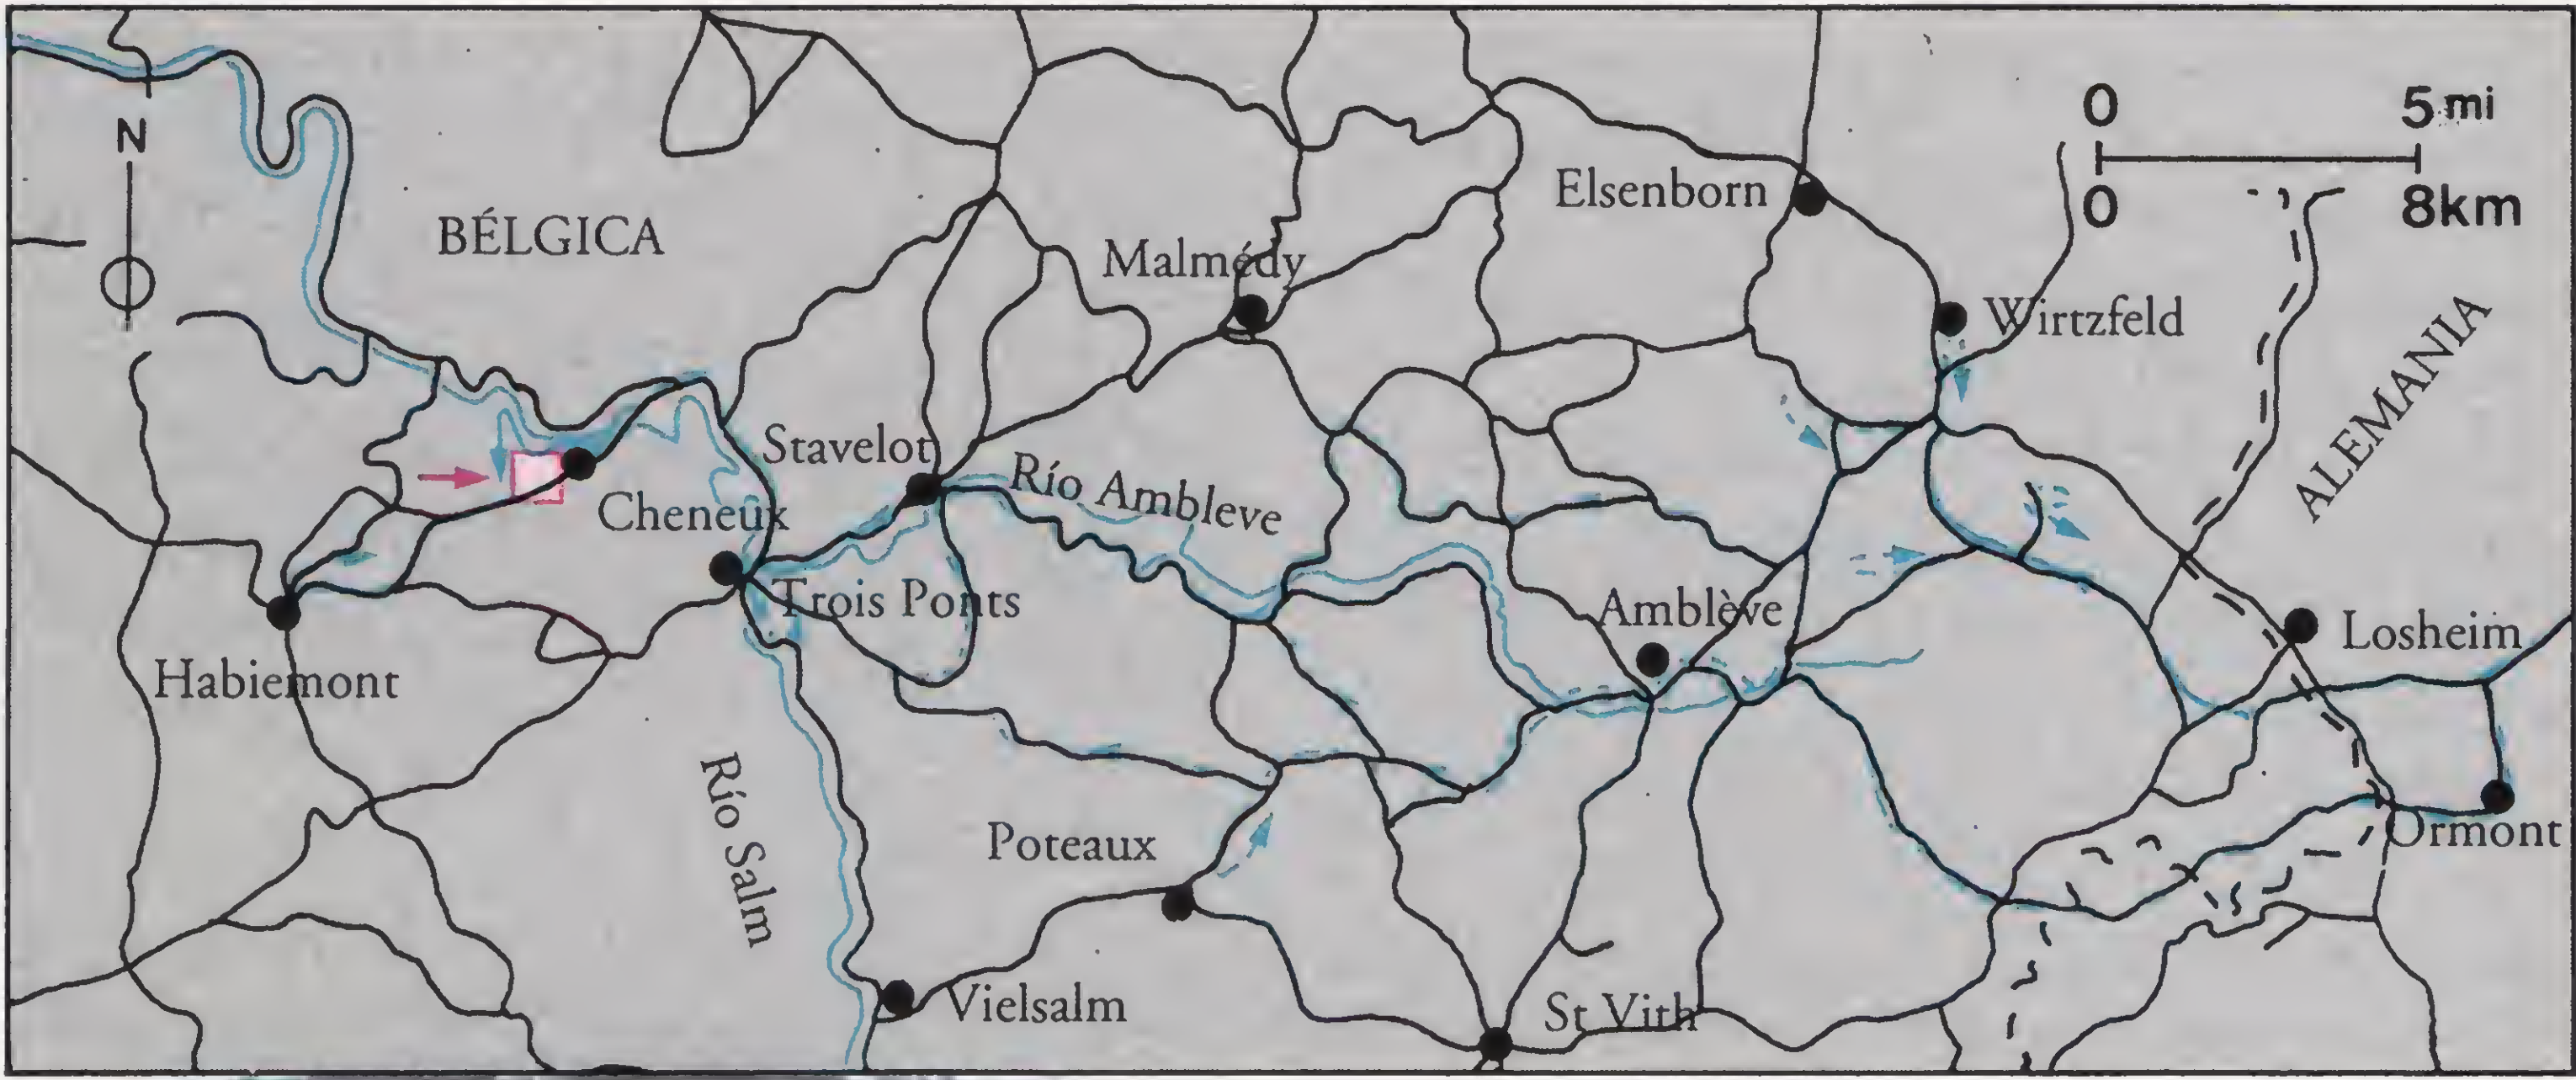 N
BÉLGICA
Malmédy
Elsenborn
0 5 mi
0 8km
Wirtzfeld
ALEMANIA
Stavelot
Río Ambleve
Cheneüx
Trois Ponts
Amblève
Losheim
Habiemont
Río Salm
Poteaux
Ormont
Vielsalm
St Vith